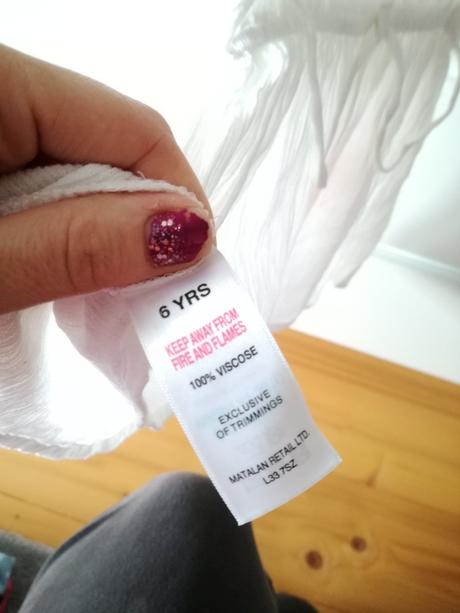 6 YRS
KEEP AWAY FROM
FIRE AND FLAMES
100% VISCOSE
EXCLUSIVE
OF TRIMMINGS
MATALAN RETAIL LTD.
L33 7SZ